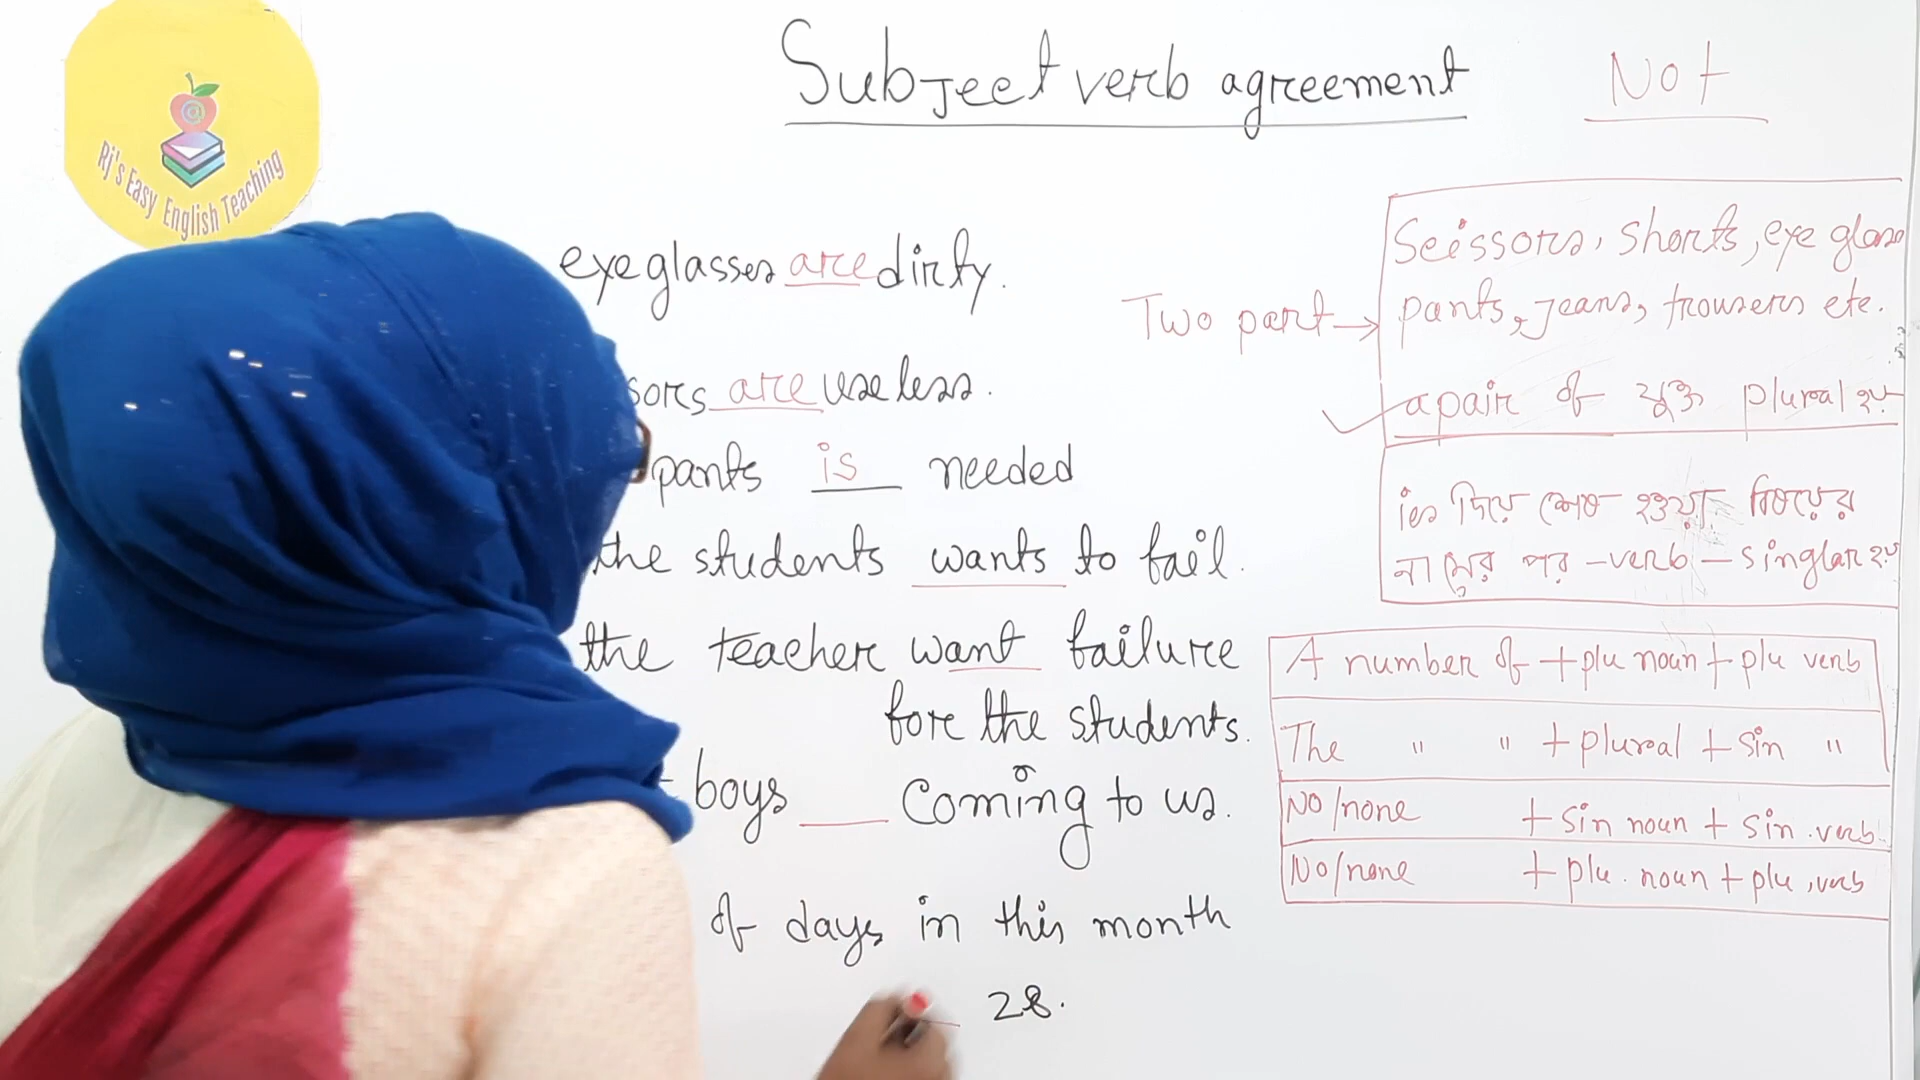 Rj's Easy English Teaching
Subject verb agreement
Not
eyeglasses are dirty.
sors are useless.
pants is needed
the students wants to fail.
the teacher want failure
for the students.
boys ___ Coming to us.
of days in this month
28.
Two part →
Scissors, shorts, eye glass
pants, jeans, trousers etc.
a pair of যুক্ত plural হয়
ies দিয়ে শেষ হওয়া বিষয়ের
নামের পর - verb - singlar হয়
A number of + plu noun + plu verb
The " " + plural + sin "
No/none + sin noun + sin. verb
No/none + plu. noun + plu, verb